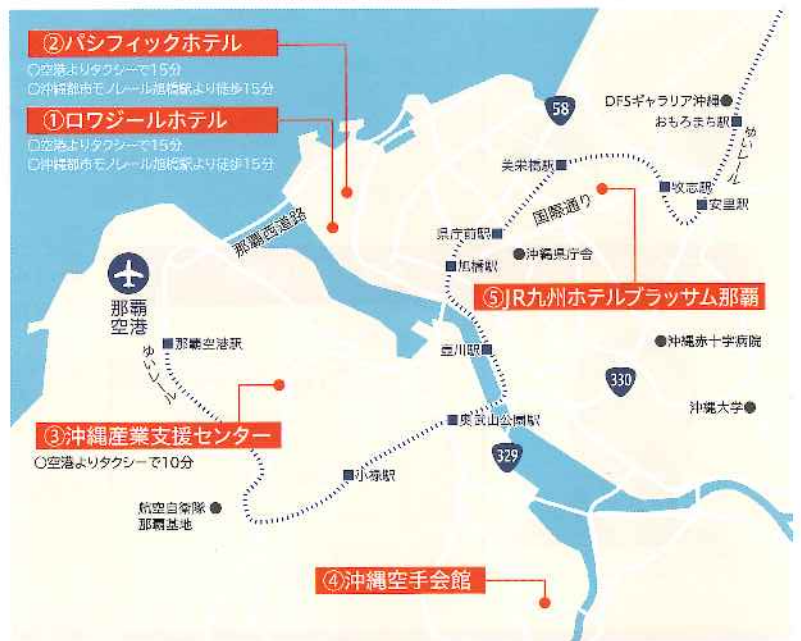 ②パシフィックホテル
○空港よりタクシーで15分
○沖縄都市モノレール旭橋駅より徒歩15分
①ロワジールホテル
○空港よりタクシーで15分
○沖縄都市モノレール旭橋駅より徒歩15分
58
DFSギャラリア沖縄
おもろまち駅
ゆいレール
美栄橋駅
牧志駅
安里駅
国際通り
那覇西道路
県庁前駅
沖縄県庁舎
旭橋駅
⑤JR九州ホテルブラッサム那覇
那覇
空港
那覇空港駅
ゆいレール
壺川駅
沖縄赤十字病院
330
沖縄大学
③沖縄産業支援センター
○空港よりタクシーで10分
奥武山公園駅
329
小禄駅
航空自衛隊
那覇基地
④沖縄空手会館